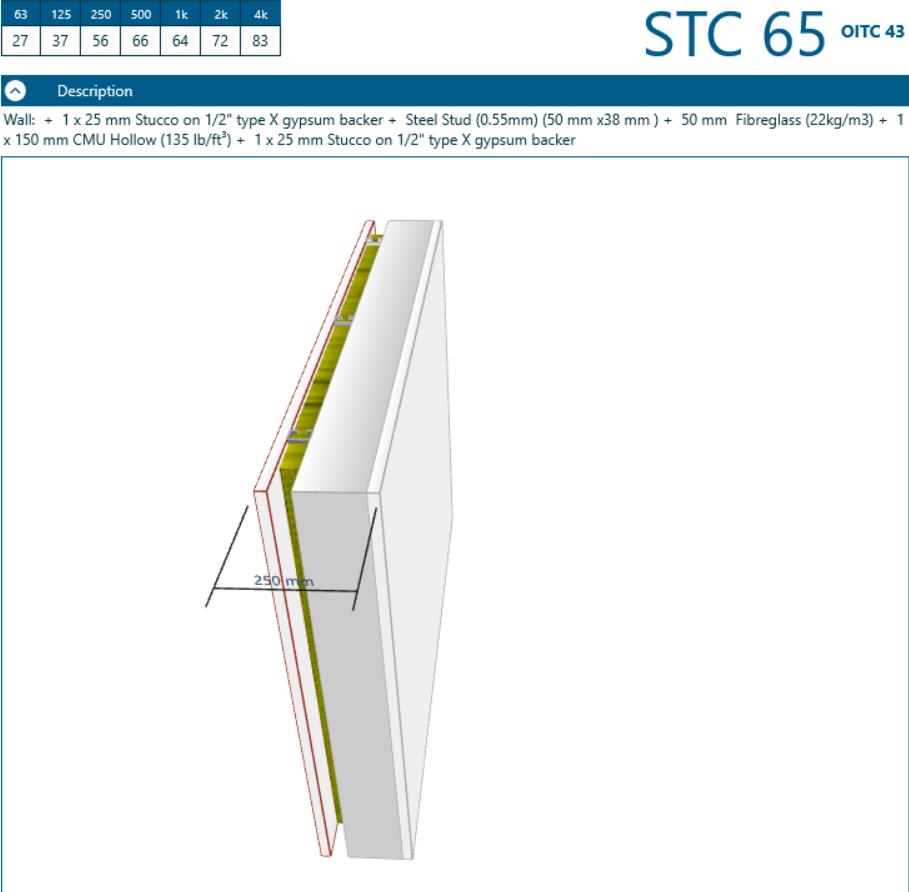 63 125 250 500 1k 2k 4k
27 37 56 66 64 72 83
STC 65 OITC 43
Description
Wall: + 1 x 25 mm Stucco on 1/2" type X gypsum backer + Steel Stud (0.55mm) (50 mm x38 mm ) + 50 mm Fibreglass (22kg/m3) + 1
x 150 mm CMU Hollow (135 lb/ft³) + 1 x 25 mm Stucco on 1/2" type X gypsum backer
250 mm